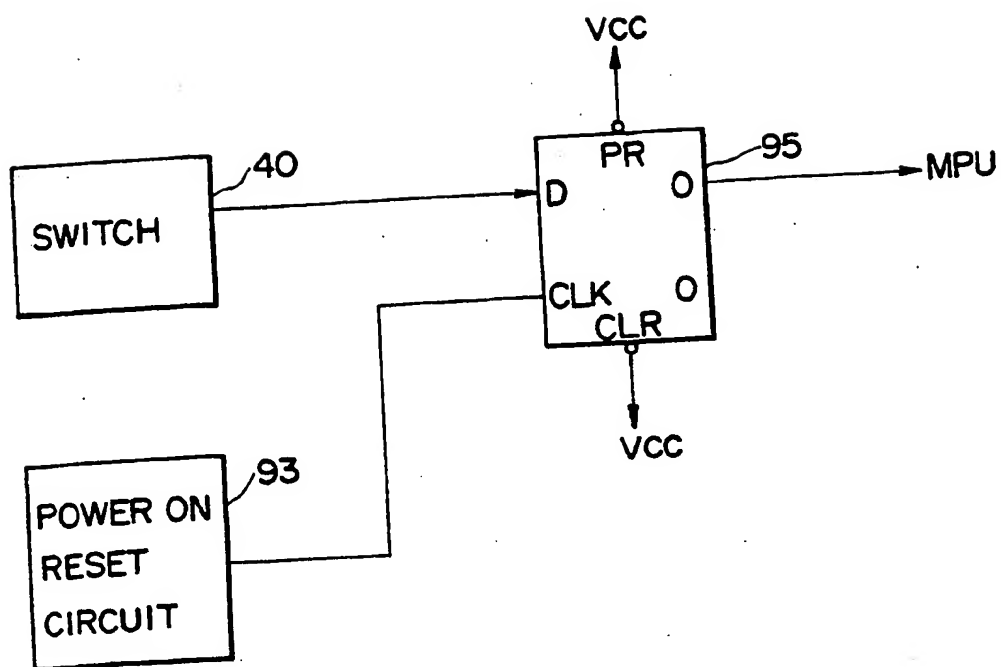 VCC
PR
95
40
D
O
MPU
SWITCH
CLK
O
CLR
VCC
93
POWER ON
RESET
CIRCUIT